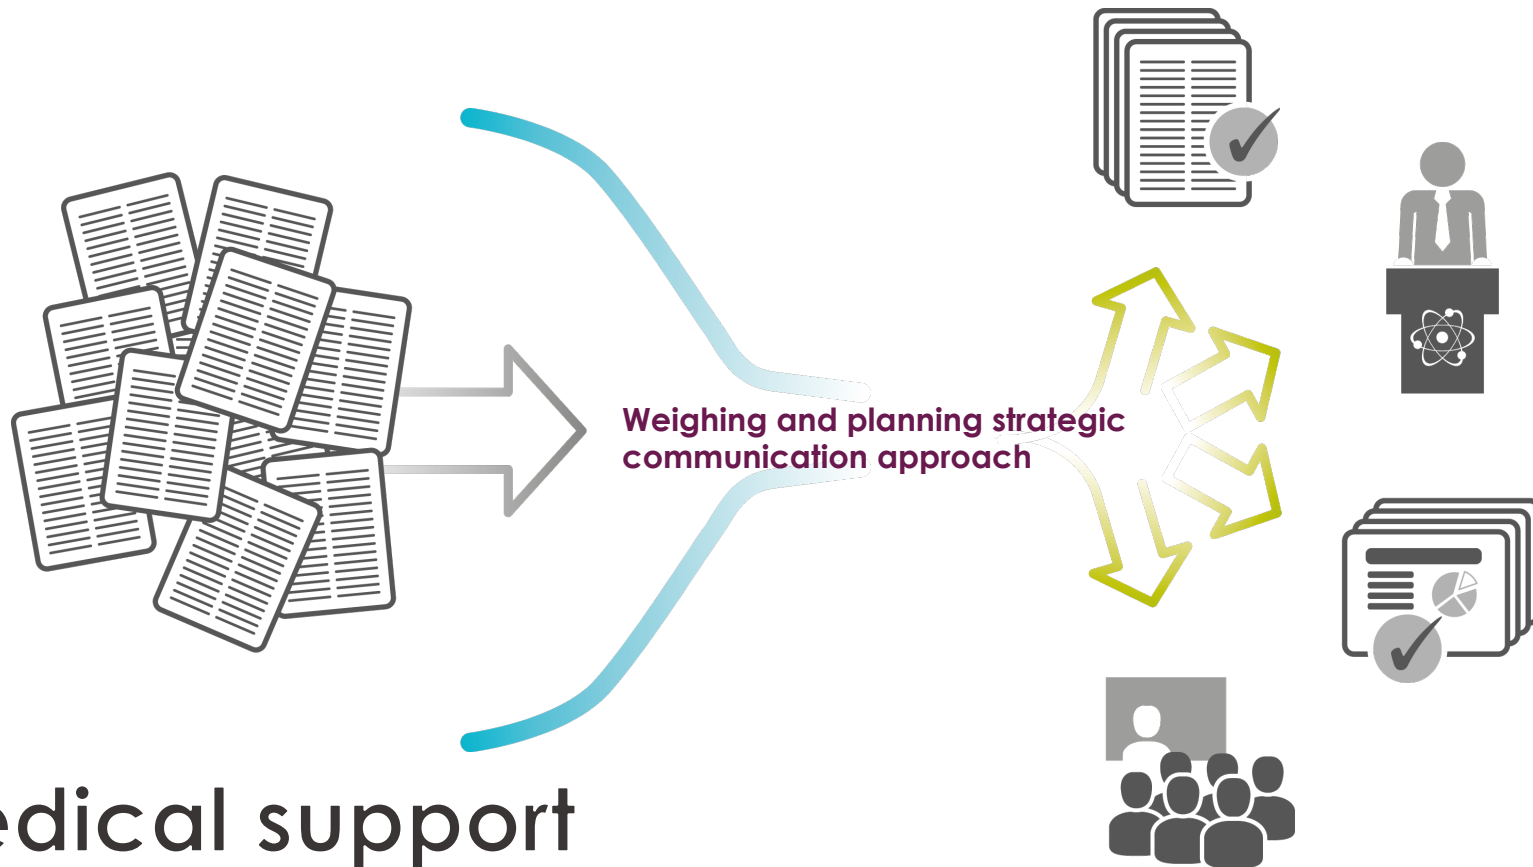 Weighing and planning strategic
communication approach
edical support